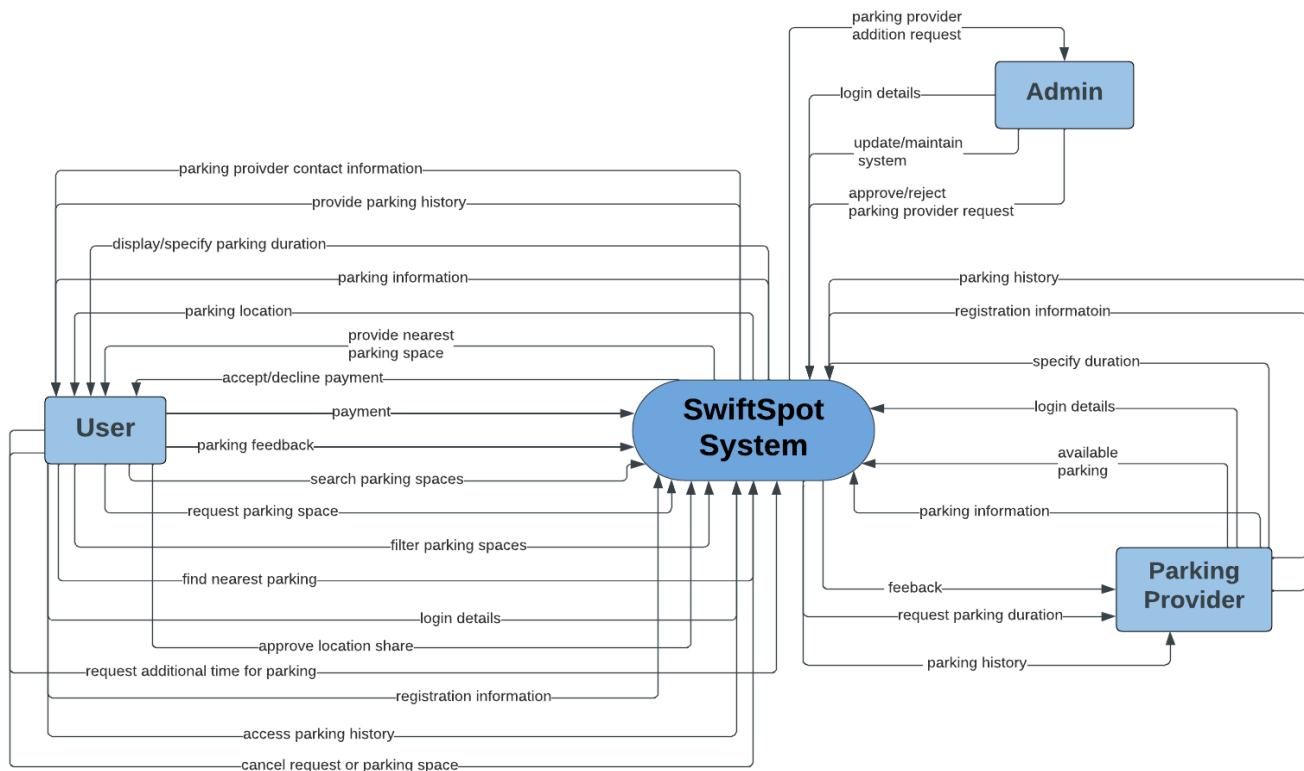 parking provider
addition request
Admin
login details
update/maintain
system
approve/reject
parking provider request
parking proivder contact information
provide parking history
display/specify parking duration
parking information
parking location
provide nearest
parking space
accept/decline payment
User
payment
parking feedback
search parking spaces
request parking space
filter parking spaces
find nearest parking
login details
approve location share
request additional time for parking
registration information
access parking history
cancel request or parking space
SwiftSpot
System
parking history
registration informatoin
specify duration
login details
available
parking
parking information
Parking
Provider
feeback
request parking duration
parking history